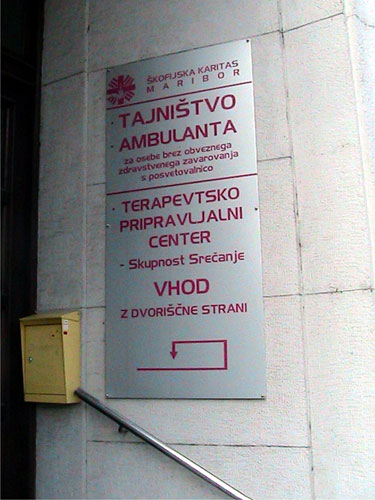 ŠKOFIJSKA KARITAS
MARIBOR
- TAJNIŠTVO
- AMBULANTA
za osebe brez obveznega
zdravstvenega zavarovanja
s posvetovalnico
- TERAPEVTSKO
PRIPRAVLJALNI
CENTER
- Skupnost Srečanje
VHOD
Z DVORIŠČNE STRANI